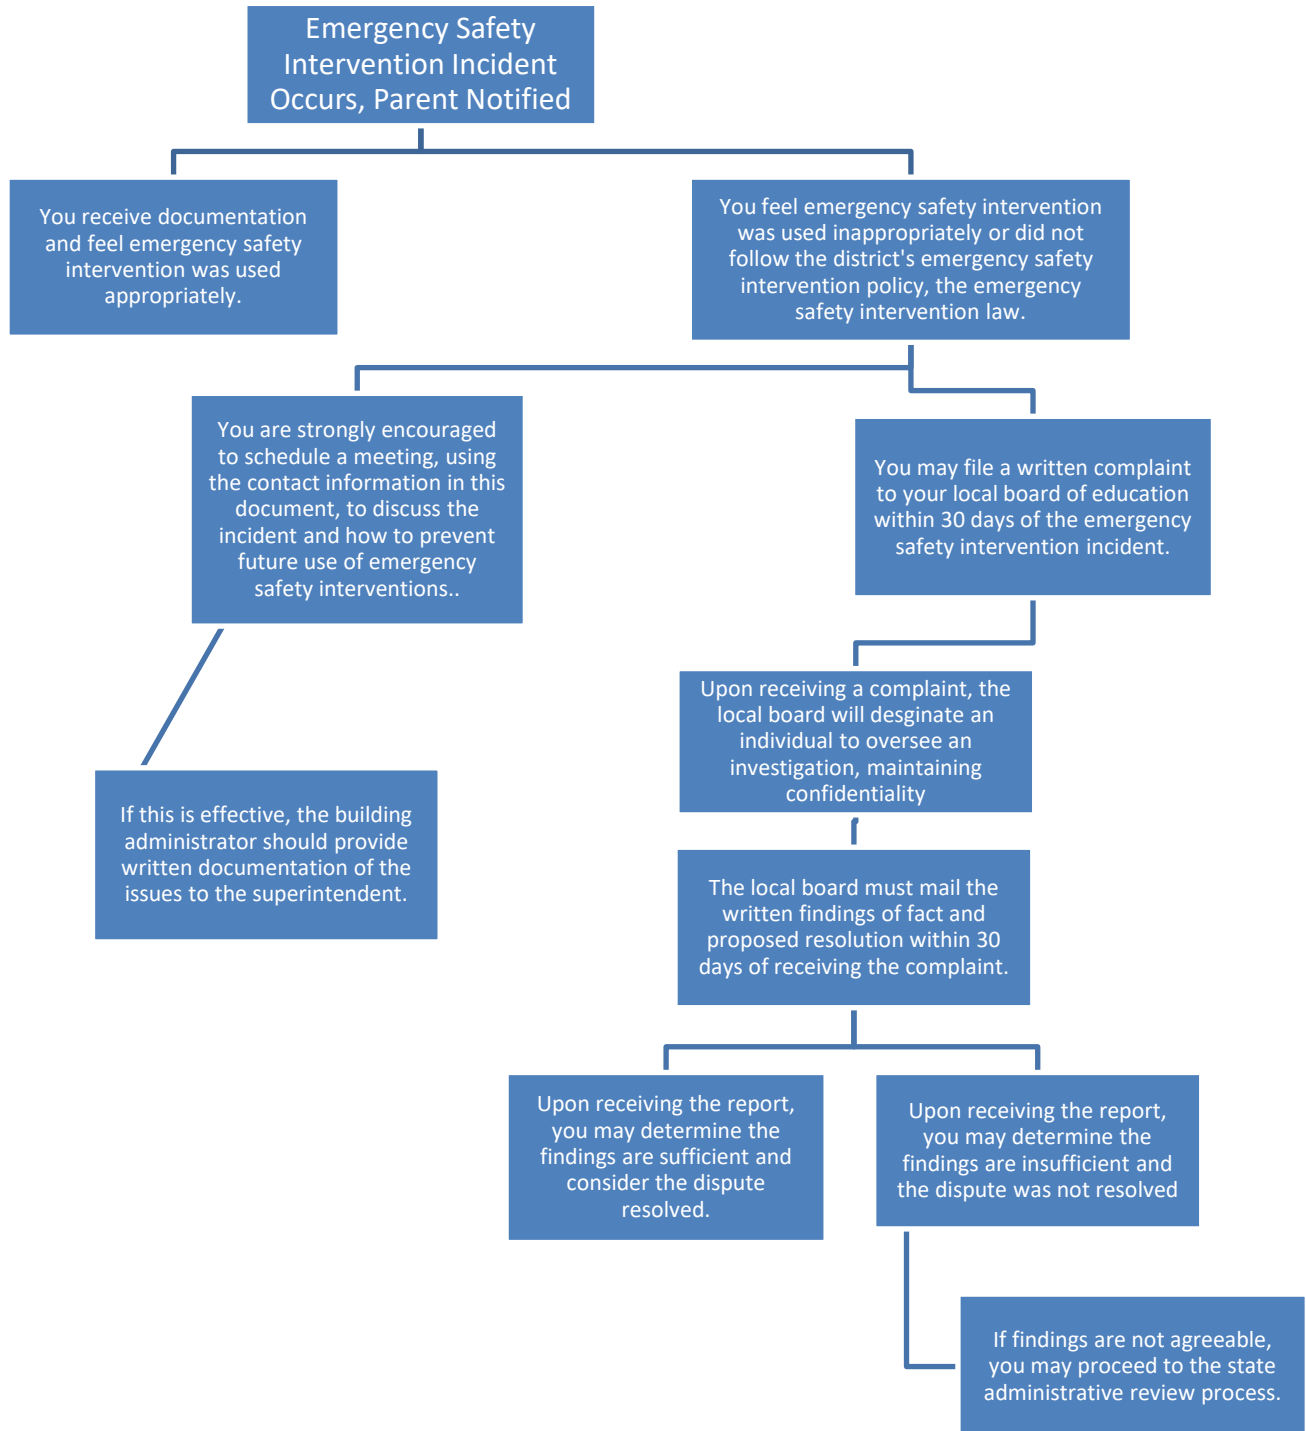 Emergency Safety
Intervention Incident
Occurs, Parent Notified
You receive documentation
and feel emergency safety
intervention was used
appropriately.
You feel emergency safety intervention
was used inappropriately or did not
follow the district's emergency safety
intervention policy, the emergency
safety intervention law.
You are strongly encouraged
to schedule a meeting, using
the contact information in this
document, to discuss the
incident and how to prevent
future use of emergency
safety interventions..
If this is effective, the building
administrator should provide
written documentation of the
issues to the superintendent.
You may file a written complaint
to your local board of education
within 30 days of the emergency
safety intervention incident.
Upon receiving a complaint, the
local board will desginate an
individual to oversee an
investigation, maintaining
confidentiality
The local board must mail the
written findings of fact and
proposed resolution within 30
days of receiving the complaint.
Upon receiving the report,
you may determine the
findings are sufficient and
consider the dispute
resolved.
Upon receiving the report,
you may determine the
findings are insufficient and
the dispute was not resolved
If findings are not agreeable,
you may proceed to the state
administrative review process.